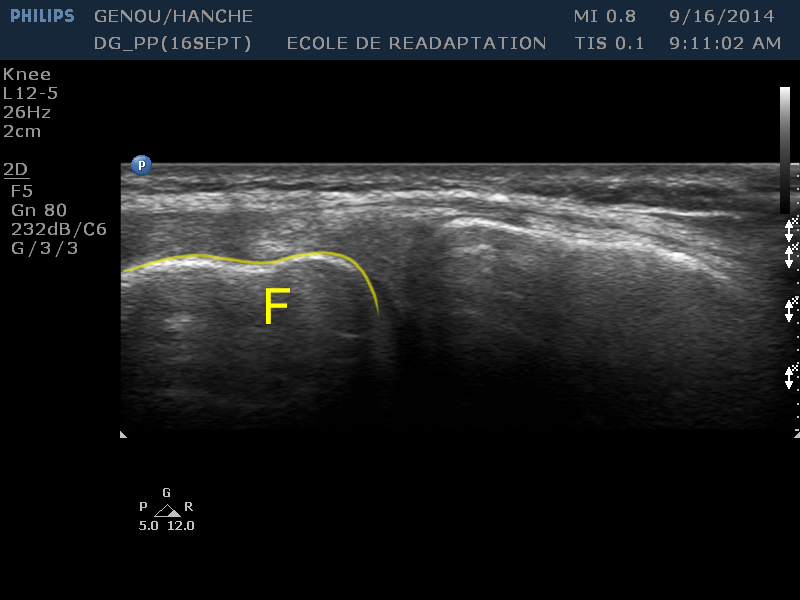 PHILIPS GENOU/HANCHE MI 0.8 9/16/2014
DG_PP(16SEPT) ECOLE DE READAPTATION TIS 0.1 9:11:02 AM
Knee
L12-5
26Hz
2cm
2D
F5
Gn 80
232dB/C6
G/3/3
P
F
G
P R
5.0 12.0